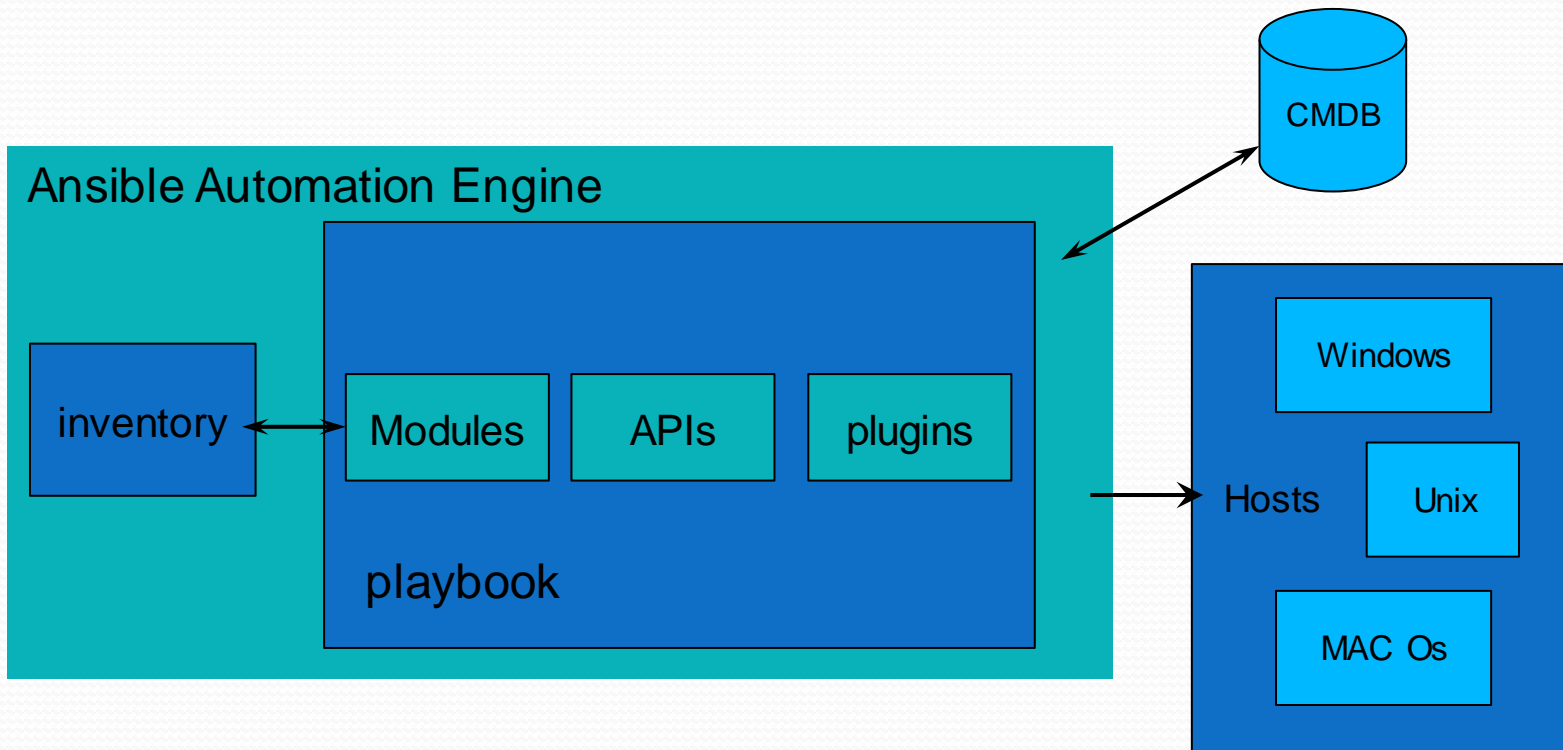 CMDB
Ansible Automation Engine
Windows
inventory
Modules
APIs
plugins
Hosts
Unix
playbook
MAC Os